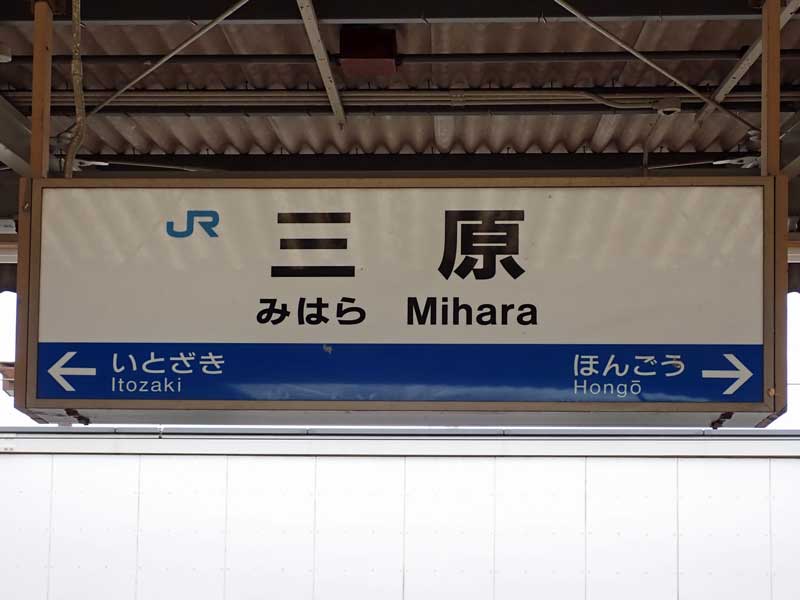 JR 三原
みはら Mihara
← いとざき ほんごう →
Itozaki Hongō